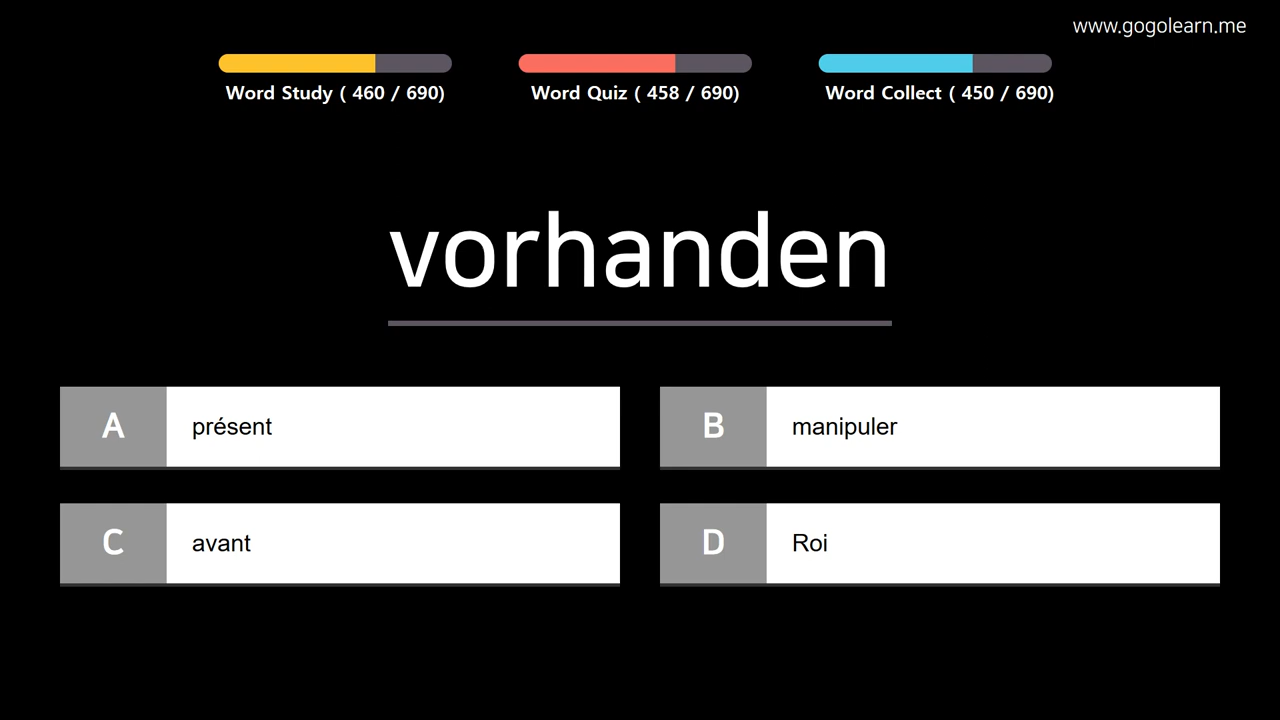 www.gogolearn.me
Word Study ( 460 / 690)
Word Quiz ( 458 / 690)
Word Collect ( 450 / 690)
vorhanden
A présent
B manipuler
C avant
D Roi